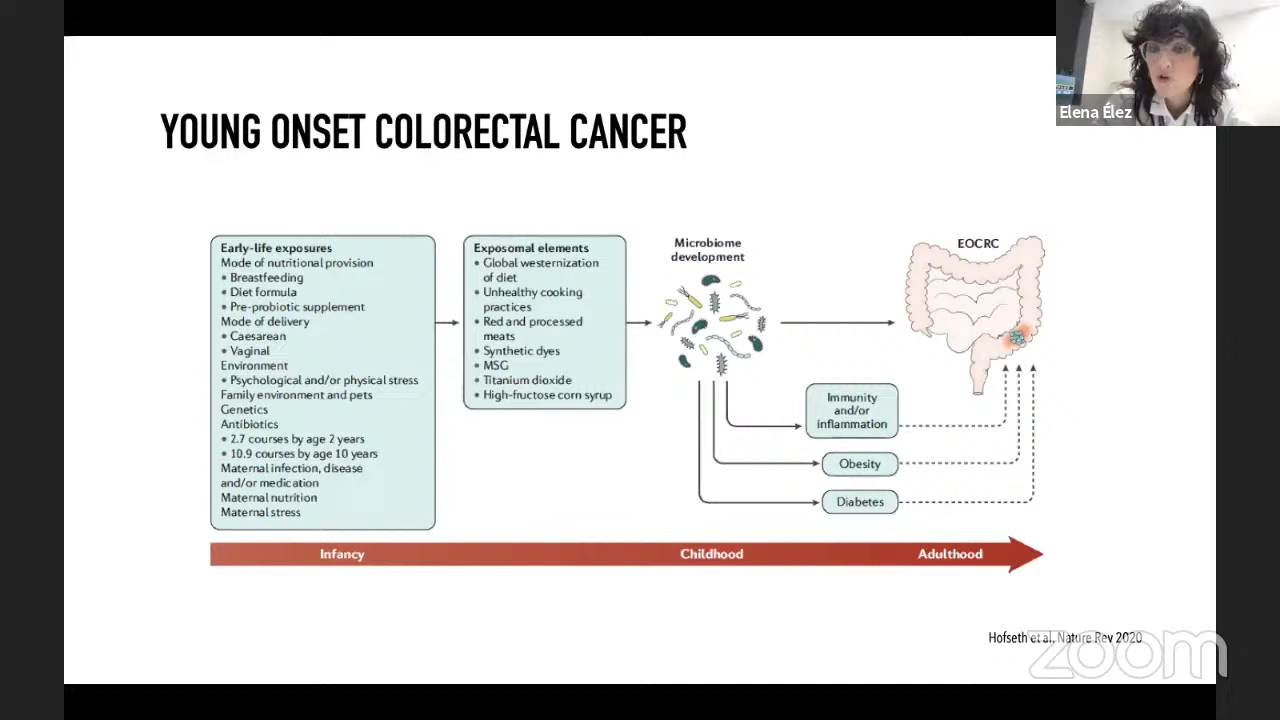 Elena Élez
YOUNG ONSET COLORECTAL CANCER
Early-life exposures
Mode of nutritional provision
• Breastfeeding
• Diet formula
• Pre-probiotic supplement
Mode of delivery
• Caesarean
• Vaginal
Environment
• Psychological and/or physical stress
Family environment and pets
Genetics
Antibiotics
• 2.7 courses by age 2 years
• 10.9 courses by age 10 years
Maternal infection, disease
and/or medication
Maternal nutrition
Maternal stress
Exposomal elements
• Global westernization
of diet
• Unhealthy cooking
practices
• Red and processed
meats
• Synthetic dyes
• MSG
• Titanium dioxide
• High-fructose corn syrup
Microbiome
development
EOCRC
Immunity
and/or
inflammation
Obesity
Diabetes
Infancy
Childhood
Adulthood
Hofseth et al, Nature Rev 2020
zoom